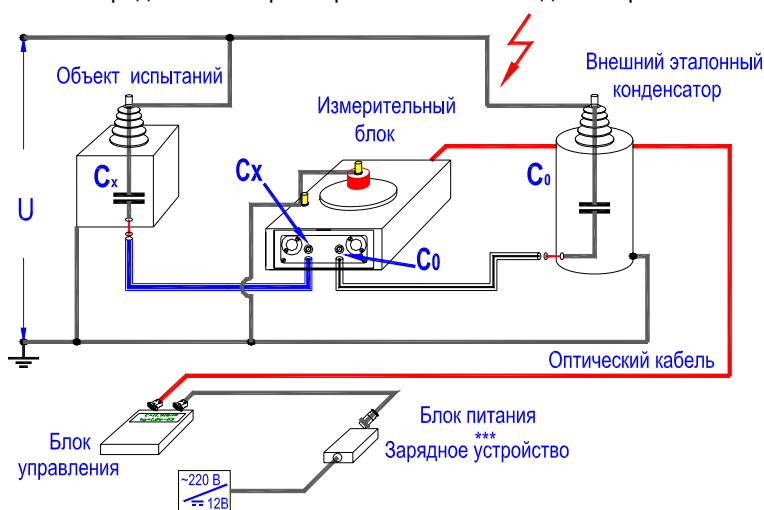 Объект испытаний
Измерительный
блок
Внешний эталонный
конденсатор
Cx
Cx
C0
C0
U
Оптический кабель
Блок
управления
Блок питания
***
Зарядное устройство
~220 В
12В